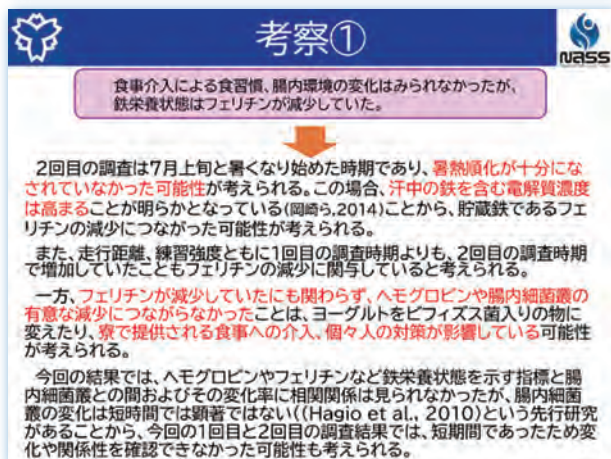 考察①
NASS
食事介入による食習慣、腸内環境の変化はみられなかったが、
鉄栄養状態はフェリチンが減少していた。
2回目の調査は7月上旬と暑くなり始めた時期であり、暑熱順化が十分にな
されていなかった可能性が考えられる。この場合、汗中の鉄を含む電解質濃度
は高まることが明らかとなっている(岡崎ら,2014)ことから、貯蔵鉄であるフェ
リチンの減少につながった可能性が考えられる。
また、走行距離、練習強度ともに1回目の調査時期よりも、2回目の調査時期
で増加していたこともフェリチンの減少に関与していると考えられる。
一方、フェリチンが減少していたにも関わらず、ヘモグロビンや腸内細菌叢の
有意な減少につながらなかったことは、ヨーグルトをビフィズス菌入りの物に
変えたり、寮で提供される食事への介入、個々人の対策が影響している可能性
が考えられる。
今回の結果では、ヘモグロビンやフェリチンなど鉄栄養状態を示す指標と腸
内細菌叢との間およびその変化率に相関関係は見られなかったが、腸内細菌
叢の変化は短時間では顕著ではない((Hagio et al., 2010)という先行研究
があることから、今回の1回目と2回目の調査結果では、短期間であったため変
化や関係性を確認できなかった可能性も考えられる。